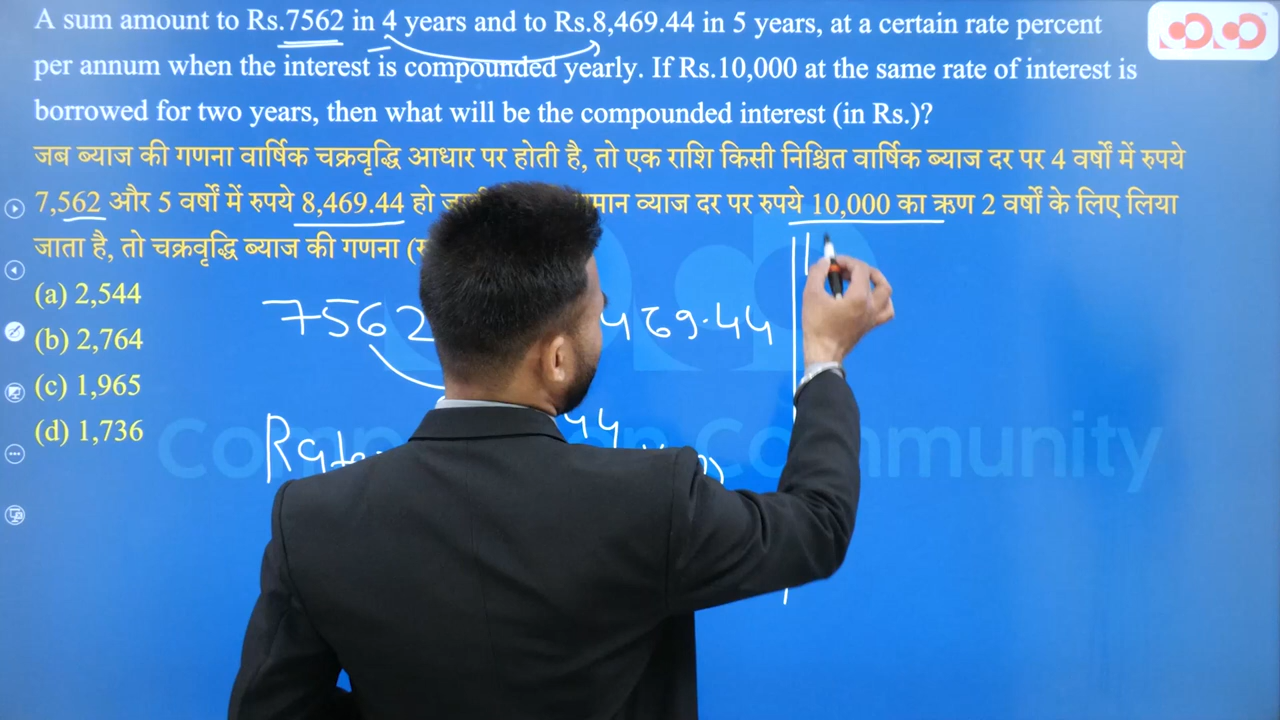 A sum amount to Rs.7562 in 4 years and to Rs.8,469.44 in 5 years, at a certain rate percent
per annum when the interest is compounded yearly. If Rs.10,000 at the same rate of interest is
borrowed for two years, then what will be the compounded interest (in Rs.)?
जब ब्याज की गणना वार्षिक चक्रवृद्धि आधार पर होती है, तो एक राशि किसी निश्चित वार्षिक ब्याज दर पर 4 वर्षों में रुपये
7,562 और 5 वर्षों में रुपये 8,469.44 हो ब्याज दर पर रुपये 10,000 का ऋण 2 वर्षों के लिए लिया
जाता है, तो चक्रवृद्धि ब्याज की गणना
(a) 2,544
(b) 2,764
(c) 1,965
(d) 1,736
7562 469.44
Rate
44
Community